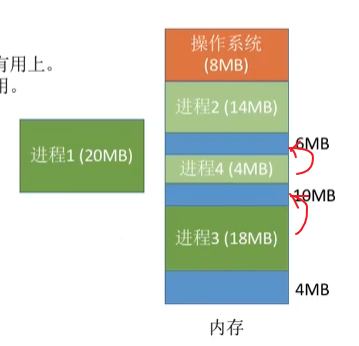 有用上。
用。
操作系统
(8MB)
进程2 (14MB)
6MB
进程1 (20MB)
进程4 (4MB)
10MB
进程3 (18MB)
4MB
内存